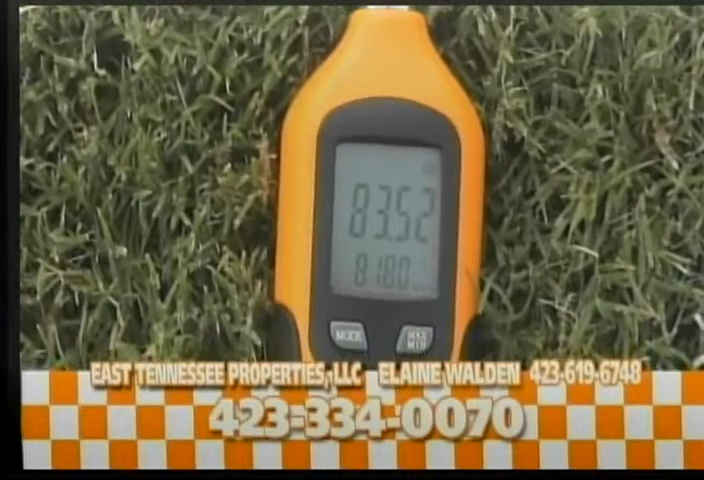 83.52
81.80
MODE
MAX
MIN
EAST TENNESSEE PROPERTIES, LLC ELAINE WALDEN 423-619-6748
423-334-0070